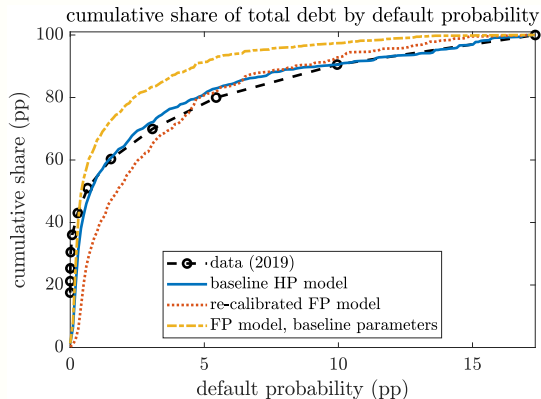 cumulative share of total debt by default probability
100
80
60
40
20
0
cumulative share (pp)
data (2019)
baseline HP model
re-calibrated FP model
FP model, baseline parameters
0 5 10 15
default probability (pp)